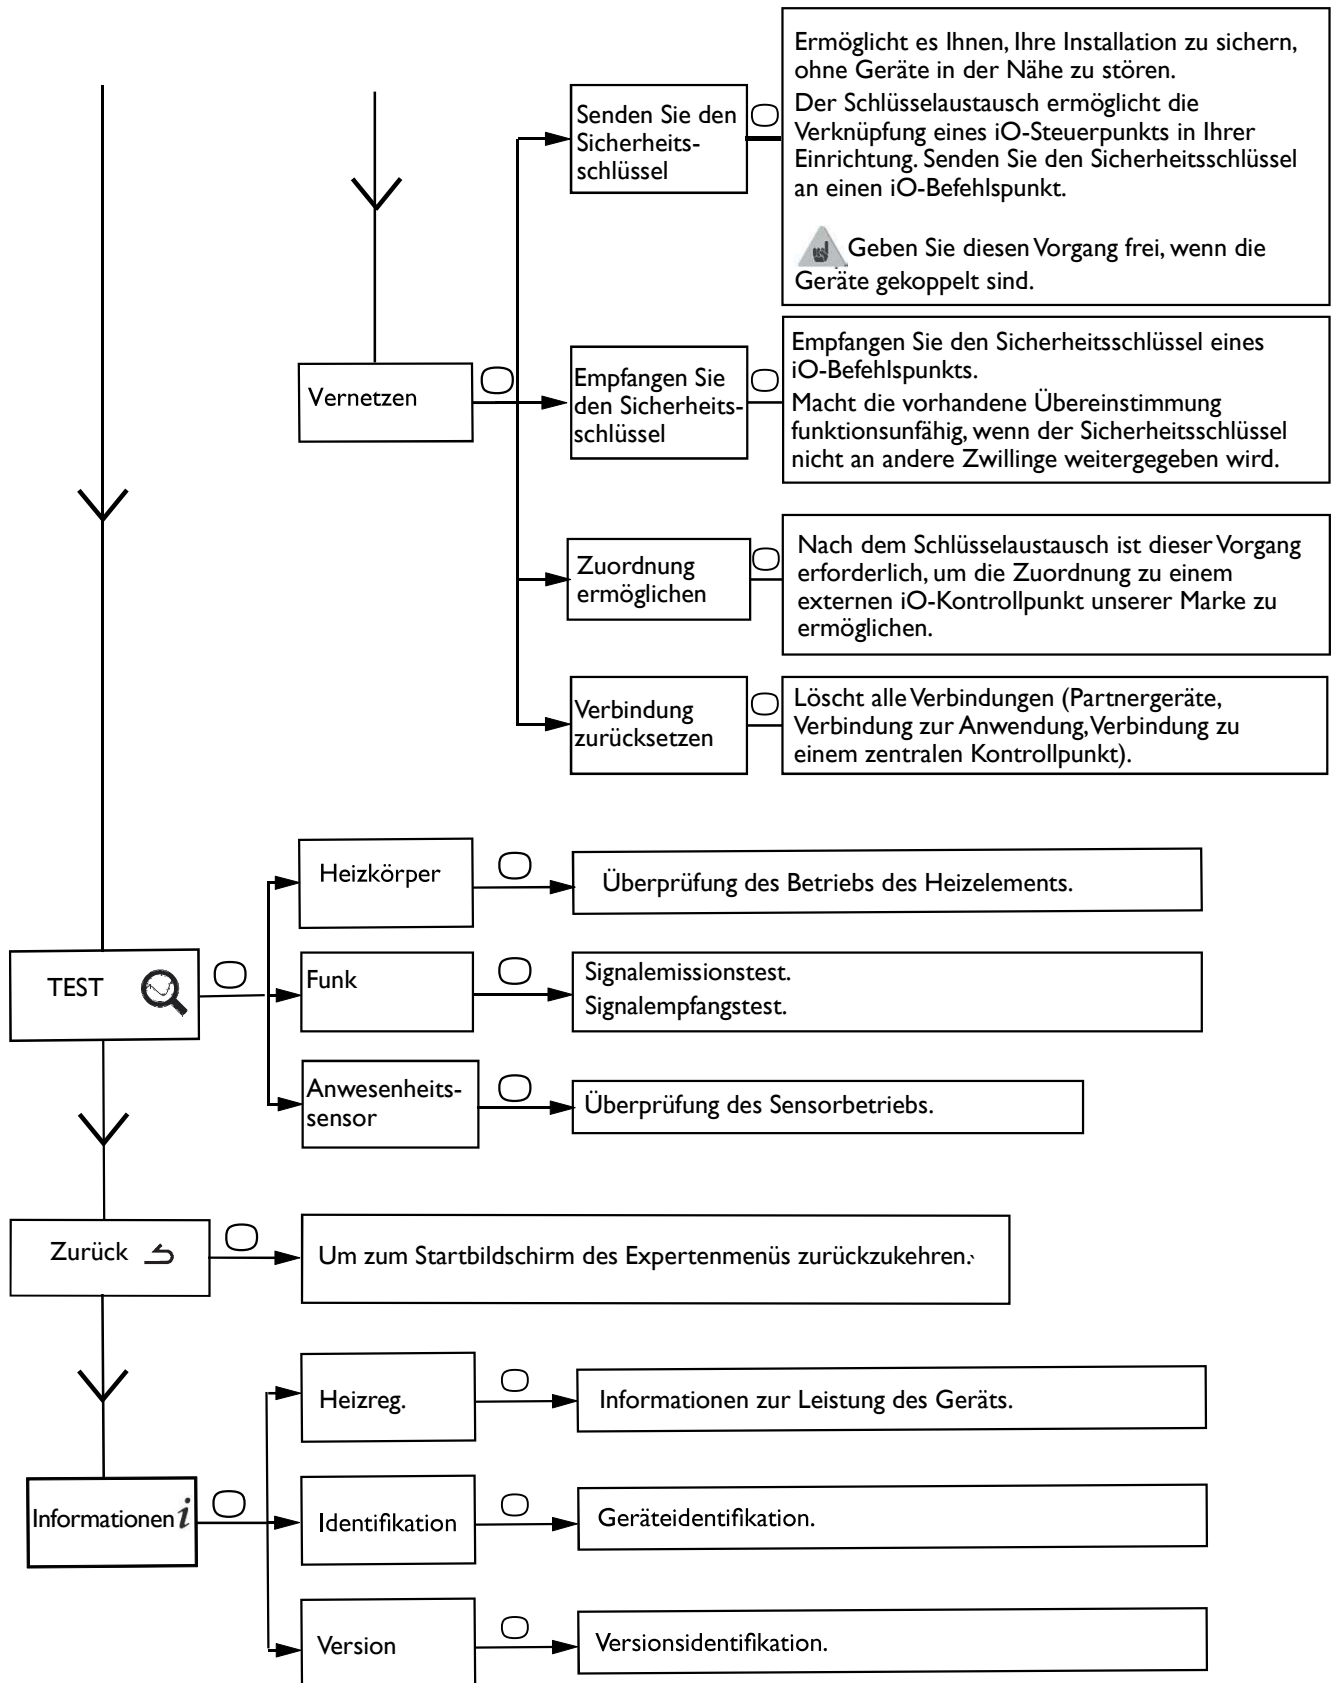 Senden Sie den
Sicherheits-
schlüssel
Ermöglicht es Ihnen, Ihre Installation zu sichern,
ohne Geräte in der Nähe zu stören.
Der Schlüsselaustausch ermöglicht die
Verknüpfung eines iO-Steuerpunkts in Ihrer
Einrichtung. Senden Sie den Sicherheitsschlüssel
an einen iO-Befehlspunkt.
Geben Sie diesen Vorgang frei, wenn die
Geräte gekoppelt sind.
Vernetzen
Empfangen Sie
den Sicherheits-
schlüssel
Empfangen Sie den Sicherheitsschlüssel eines
iO-Befehlspunkts.
Macht die vorhandene Übereinstimmung
funktionsunfähig, wenn der Sicherheitsschlüssel
nicht an andere Zwillinge weitergegeben wird.
Zuordnung
ermöglichen
Nach dem Schlüsselaustausch ist dieser Vorgang
erforderlich, um die Zuordnung zu einem
externen iO-Kontrollpunkt unserer Marke zu
ermöglichen.
Verbindung
zurücksetzen
Löscht alle Verbindungen (Partnergeräte,
Verbindung zur Anwendung, Verbindung zu
einem zentralen Kontrollpunkt).
TEST
Heizkörper
Überprüfung des Betriebs des Heizelements.
Funk
Signalemissionstest.
Signalempfangstest.
Anwesenheits-
sensor
Überprüfung des Sensorbetriebs.
Zurück
Um zum Startbildschirm des Expertenmenüs zurückzukehren.
Informationen i
Heizreg.
Informationen zur Leistung des Geräts.
Identifikation
Geräteidentifikation.
Version
Versionsidentifikation.